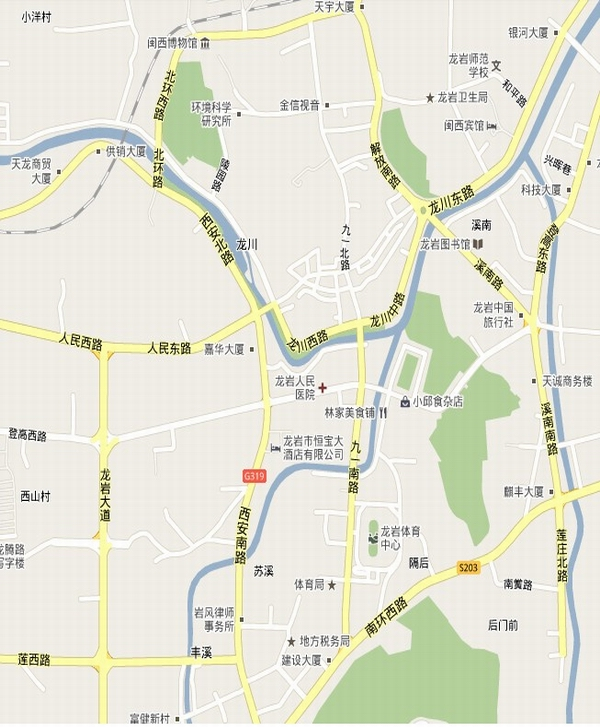 天宇大厦
小洋村
银河大厦
闽西博物馆
龙岩师范
学校
北环西路
和平路
龙岩卫生局
环境科学
研究所
金信视音
闽西宾馆
供销大厦
天龙商贸
大厦
北环路
陵园路
解放南路
兴晖巷
科技大厦
龙川东路
西安北路
龙川
九一北路
溪南
龙岩图书馆
溪南路
龙岩中国
旅行社
龙川中路
龙川西路
人民西路
人民东路
嘉华大厦
龙岩人民
医院
天诚商务楼
小邱食杂店
林家美食铺
溪南南路
登高西路
龙岩市恒宝大
酒店有限公司
九一南路
G319
龙岩大道
西山村
麒丰大厦
西安南路
龙岩体育
中心
莲庄北路
龙腾路
写字楼
隔后
苏溪
S203
体育局
南黄路
岩风律师
事务所
南环西路
后门前
地方税务局
丰溪
莲西路
建设大厦
富健新村